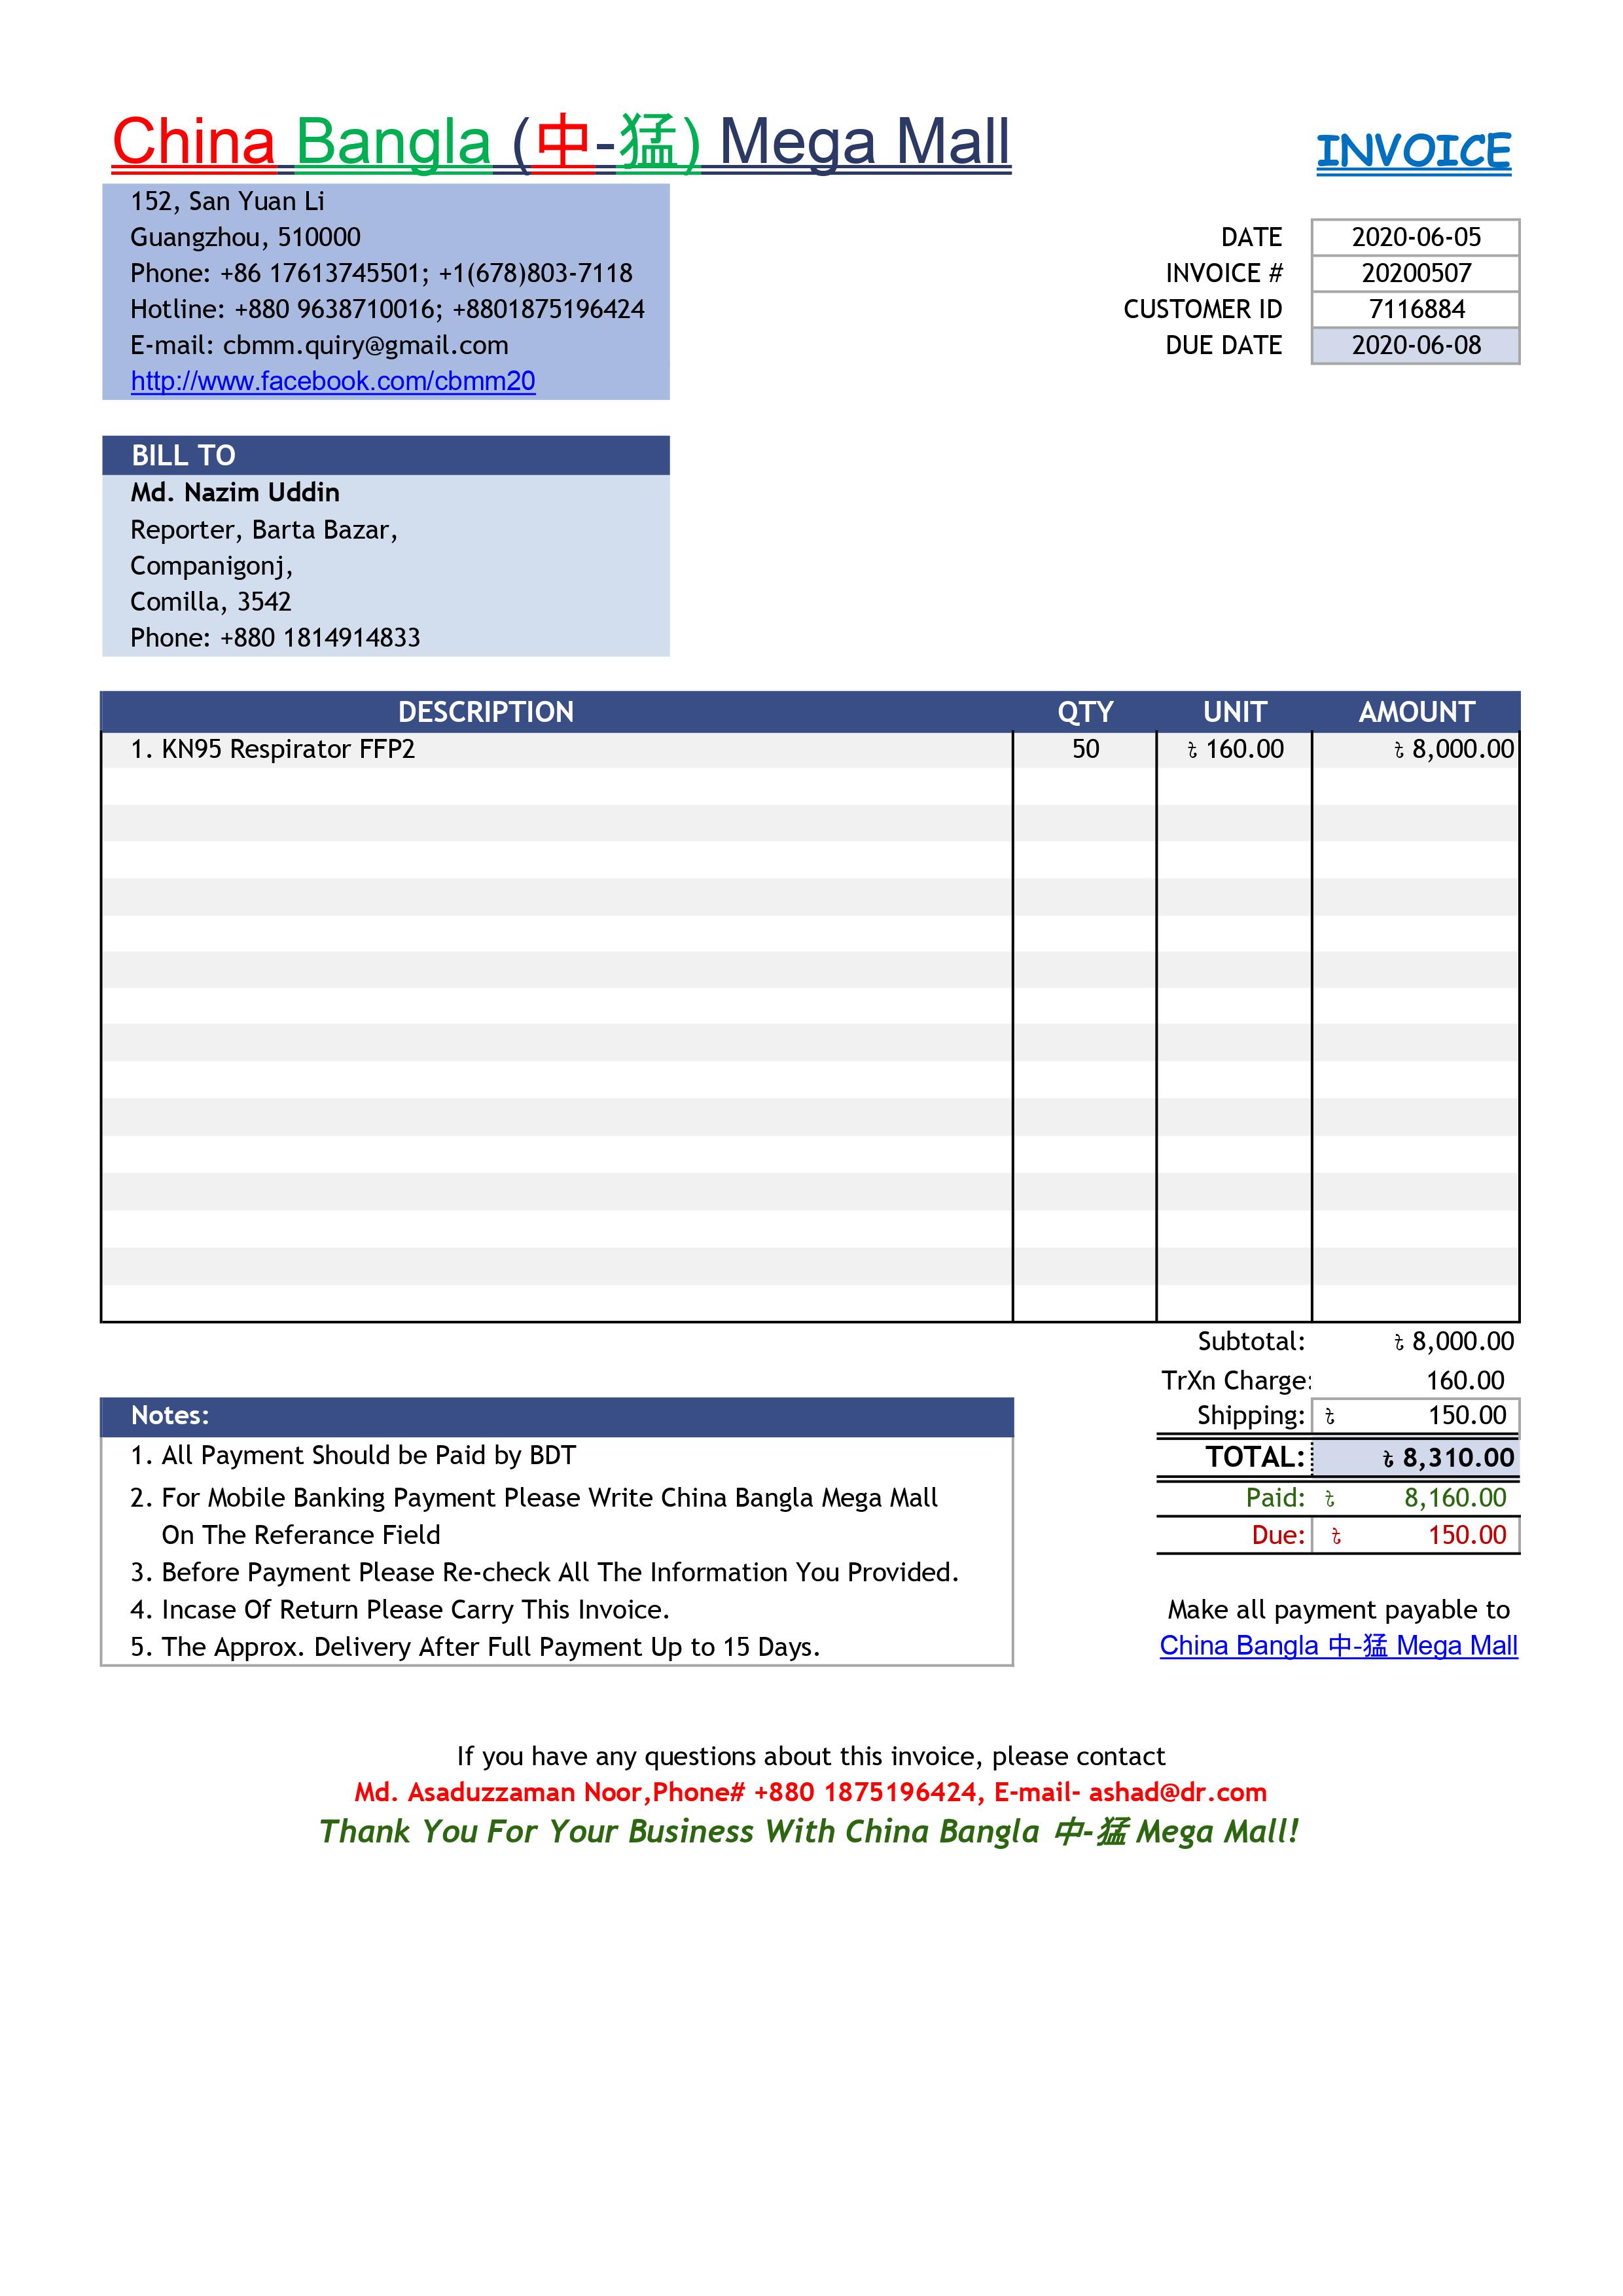 China Bangla (中-猛) Mega Mall
INVOICE
152, San Yuan Li
Guangzhou, 510000
Phone: +86 17613745501; +1(678)803-7118
Hotline: +880 9638710016; +8801875196424
E-mail: cbmm.quiry@gmail.com
http://www.facebook.com/cbmm20
DATE 2020-06-05
INVOICE # 20200507
CUSTOMER ID 7116884
DUE DATE 2020-06-08
BILL TO
Md. Nazim Uddin
Reporter, Barta Bazar,
Companigonj,
Comilla, 3542
Phone: +880 1814914833
DESCRIPTION QTY UNIT AMOUNT
1. KN95 Respirator FFP2 50 ৳ 160.00 ৳ 8,000.00
Subtotal: ৳ 8,000.00
TrXn Charge: 160.00
Shipping: ৳ 150.00
TOTAL: ৳ 8,310.00
Paid: ৳ 8,160.00
Due: ৳ 150.00
Notes:
1. All Payment Should be Paid by BDT
2. For Mobile Banking Payment Please Write China Bangla Mega Mall
On The Referance Field
3. Before Payment Please Re-check All The Information You Provided.
4. Incase Of Return Please Carry This Invoice.
5. The Approx. Delivery After Full Payment Up to 15 Days.
Make all payment payable to
China Bangla 中-猛 Mega Mall
If you have any questions about this invoice, please contact
Md. Asaduzzaman Noor,Phone# +880 1875196424, E-mail- ashad@dr.com
Thank You For Your Business With China Bangla 中-猛 Mega Mall!